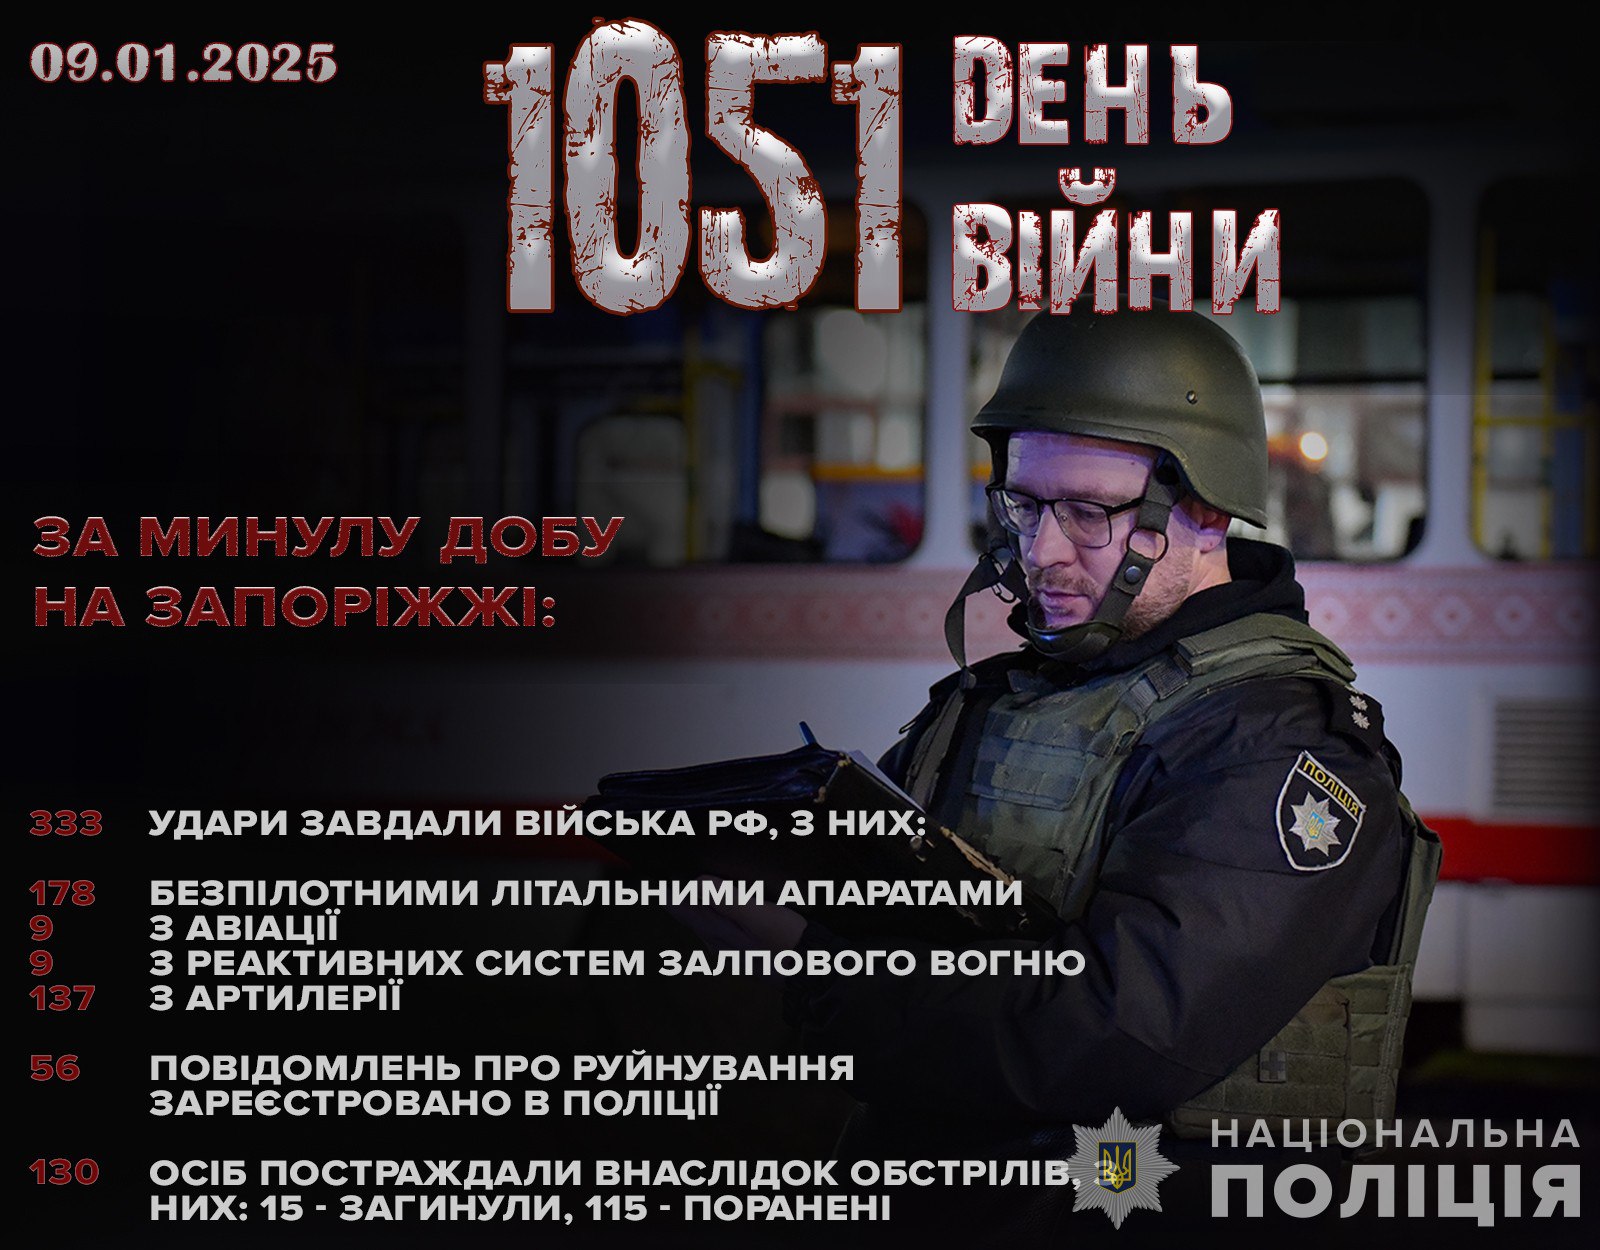 09.01.2025
1051 ДЕНЬ
ВІЙНИ
ЗА МИНУЛУ ДОБУ
НА ЗАПОРІЖЖІ:
333 УДАРИ ЗАВДАЛИ ВІЙСЬКА РФ, З НИХ:
178 БЕЗПІЛОТНИМИ ЛІТАЛЬНИМИ АПАРАТАМИ
9 З АВІАЦІЇ
9 З РЕАКТИВНИХ СИСТЕМ ЗАЛПОВОГО ВОГНЮ
137 З АРТИЛЕРІЇ
56 ПОВІДОМЛЕНЬ ПРО РУЙНУВАННЯ
ЗАРЕЄСТРОВАНО В ПОЛІЦІЇ
130 ОСІБ ПОСТРАЖДАЛИ ВНАСЛІДОК ОБСТРІЛІВ, З
НИХ: 15 - ЗАГИНУЛИ, 115 - ПОРАНЕНІ
ПОЛІЦІЯ
НАЦІОНАЛЬНА
ПОЛІЦІЯ